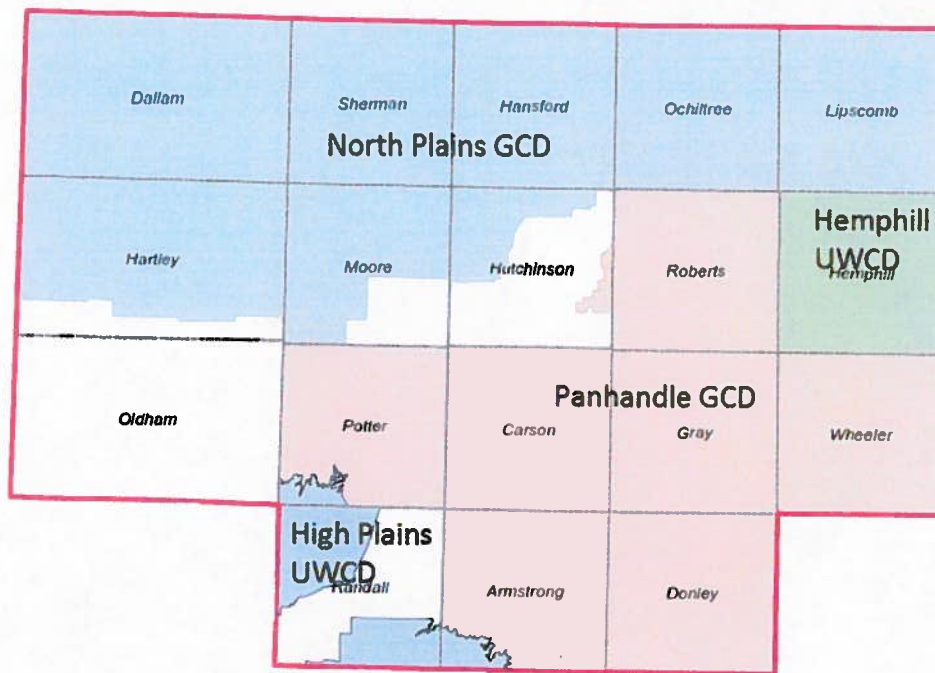 Dallam
Sherman
Hansford
Ochiltree
Lipscomb
North Plains GCD
Hemphill
UWCD
Hartley
Moore
Hutchinson
Roberts
Hemphill
Panhandle GCD
Oldham
Potter
Carson
Gray
Wheeler
High Plains
UWCD
Randall
Armstrong
Donley